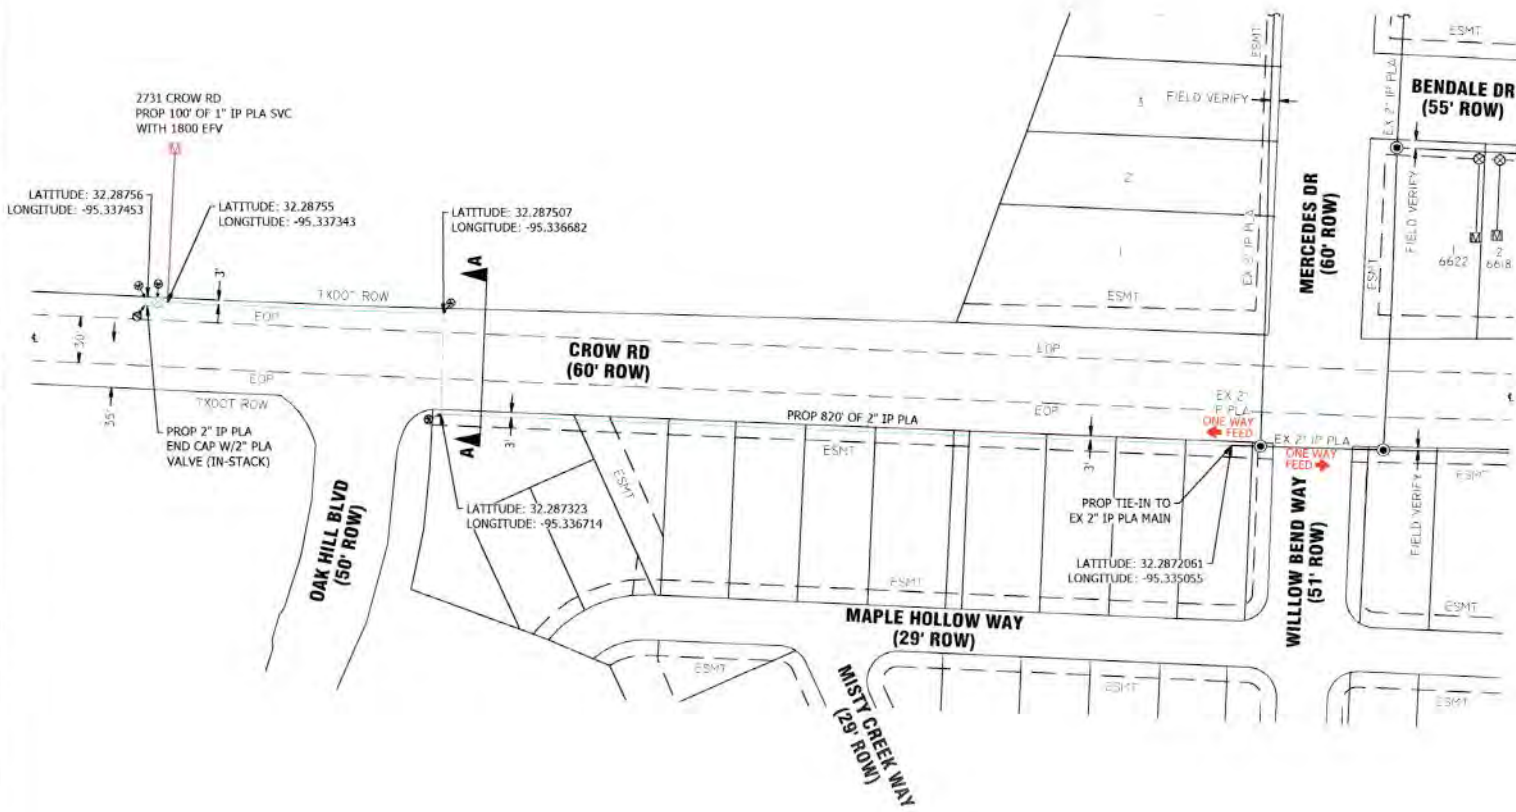 2731 CROW RD
PROP 100' OF 1" IP PLA SVC
WITH 1800 EFV
M
LATITUDE: 32.28756
LONGITUDE: -95.337453
LATITUDE: 32.28755
LONGITUDE: -95.337343
LATITUDE: 32.287507
LONGITUDE: -95.336682
3'
TXDOT ROW
EOP
30'
EOP
TXDOT ROW
35'
PROP 2" IP PLA
END CAP W/2" PLA
VALVE (IN-STACK)
A
A
CROW RD
(60' ROW)
EOP
EOP
PROP 820' OF 2" IP PLA
3'
3'
ESMT
ESMT
LATITUDE: 32.287323
LONGITUDE: -95.336714
OAK HILL BLVD
(50' ROW)
ESMT
MAPLE HOLLOW WAY
(29' ROW)
ESMT
MISTY CREEK WAY
(29' ROW)
ESMT
ESMT
3
FIELD VERIFY
2
1
ESMT
EX 2" IP PLA
ESMT
MERCEDES DR
(60' ROW)
EX 2" IP PLA
ESMT
BENDALE DR
(55' ROW)
FIELD VERIFY
M
M
1
6622
2
6618
ESMT
EX 2"
IP PLA
ONE WAY
FEED
EX 2" IP PLA
ONE WAY
FEED
PROP TIE-IN TO
EX 2" IP PLA MAIN
LATITUDE: 32.2872061
LONGITUDE: -95.335055
WILLLOW BEND WAY
(51' ROW)
FIELD VERIFY
ESMT
ESMT